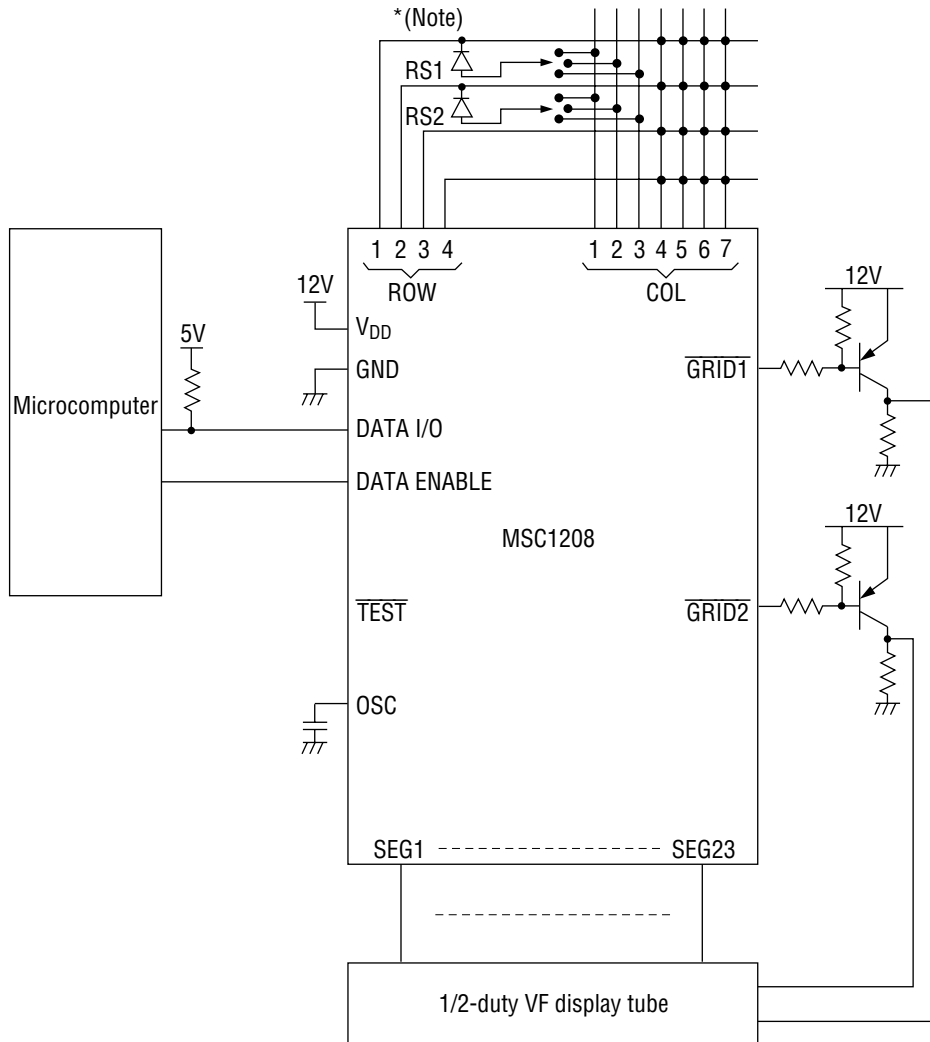 *(Note)
RS1
RS2
1 2 3 4
ROW
1 2 3 4 5 6 7
COL
12V
VDD
GND
5V
Microcomputer
DATA I/O
DATA ENABLE
MSC1208
GRID1
12V
GRID2
12V
TEST
OSC
SEG1
SEG23
1/2-duty VF display tube